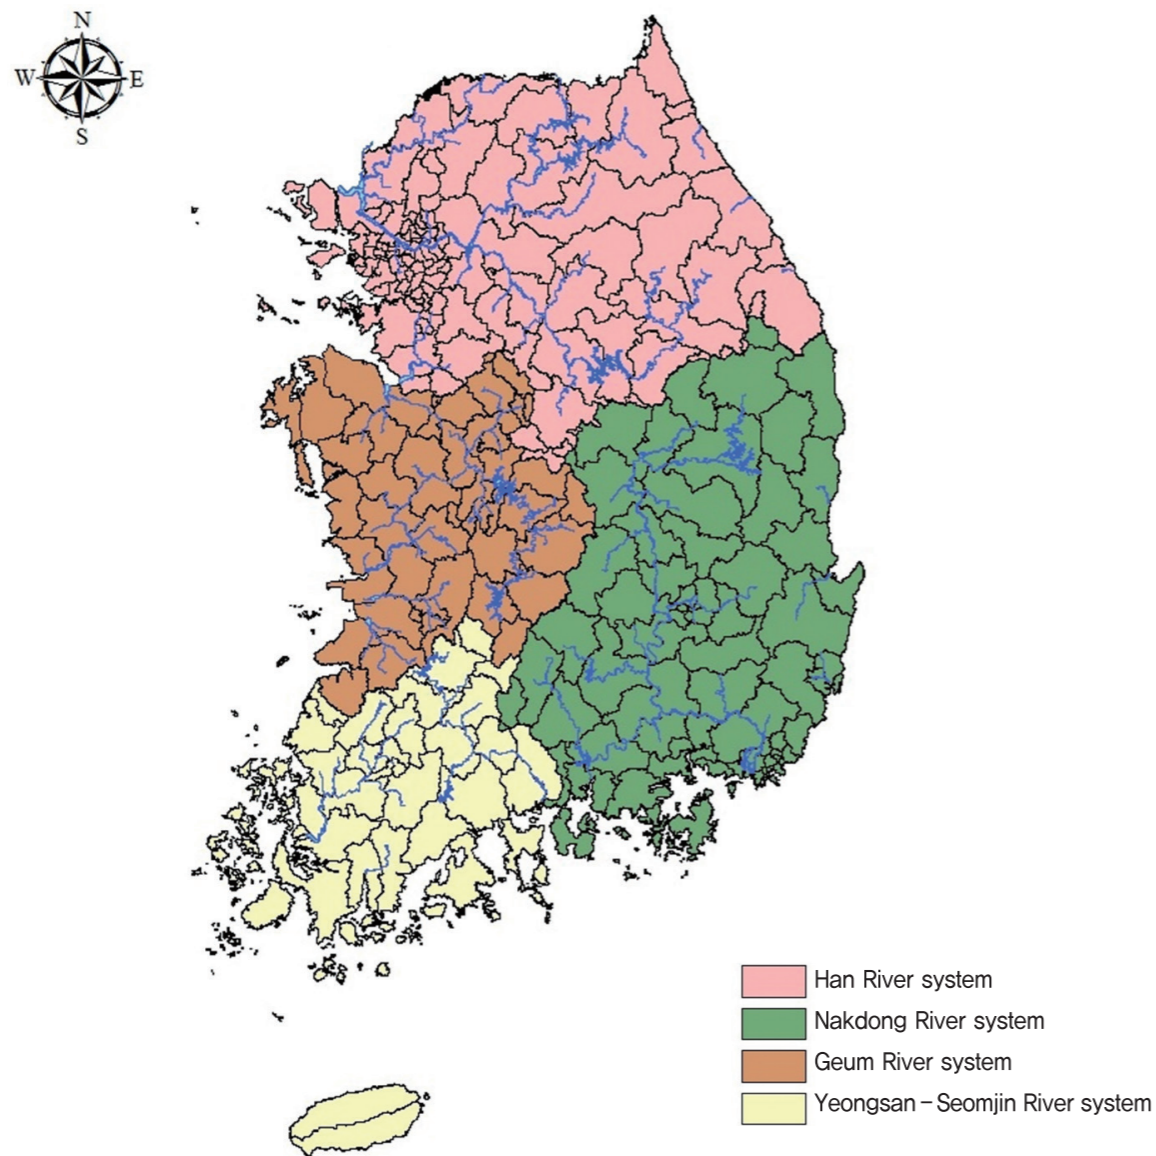 N
W E
S
Han River system
Nakdong River system
Geum River system
Yeongsan-Seomjin River system